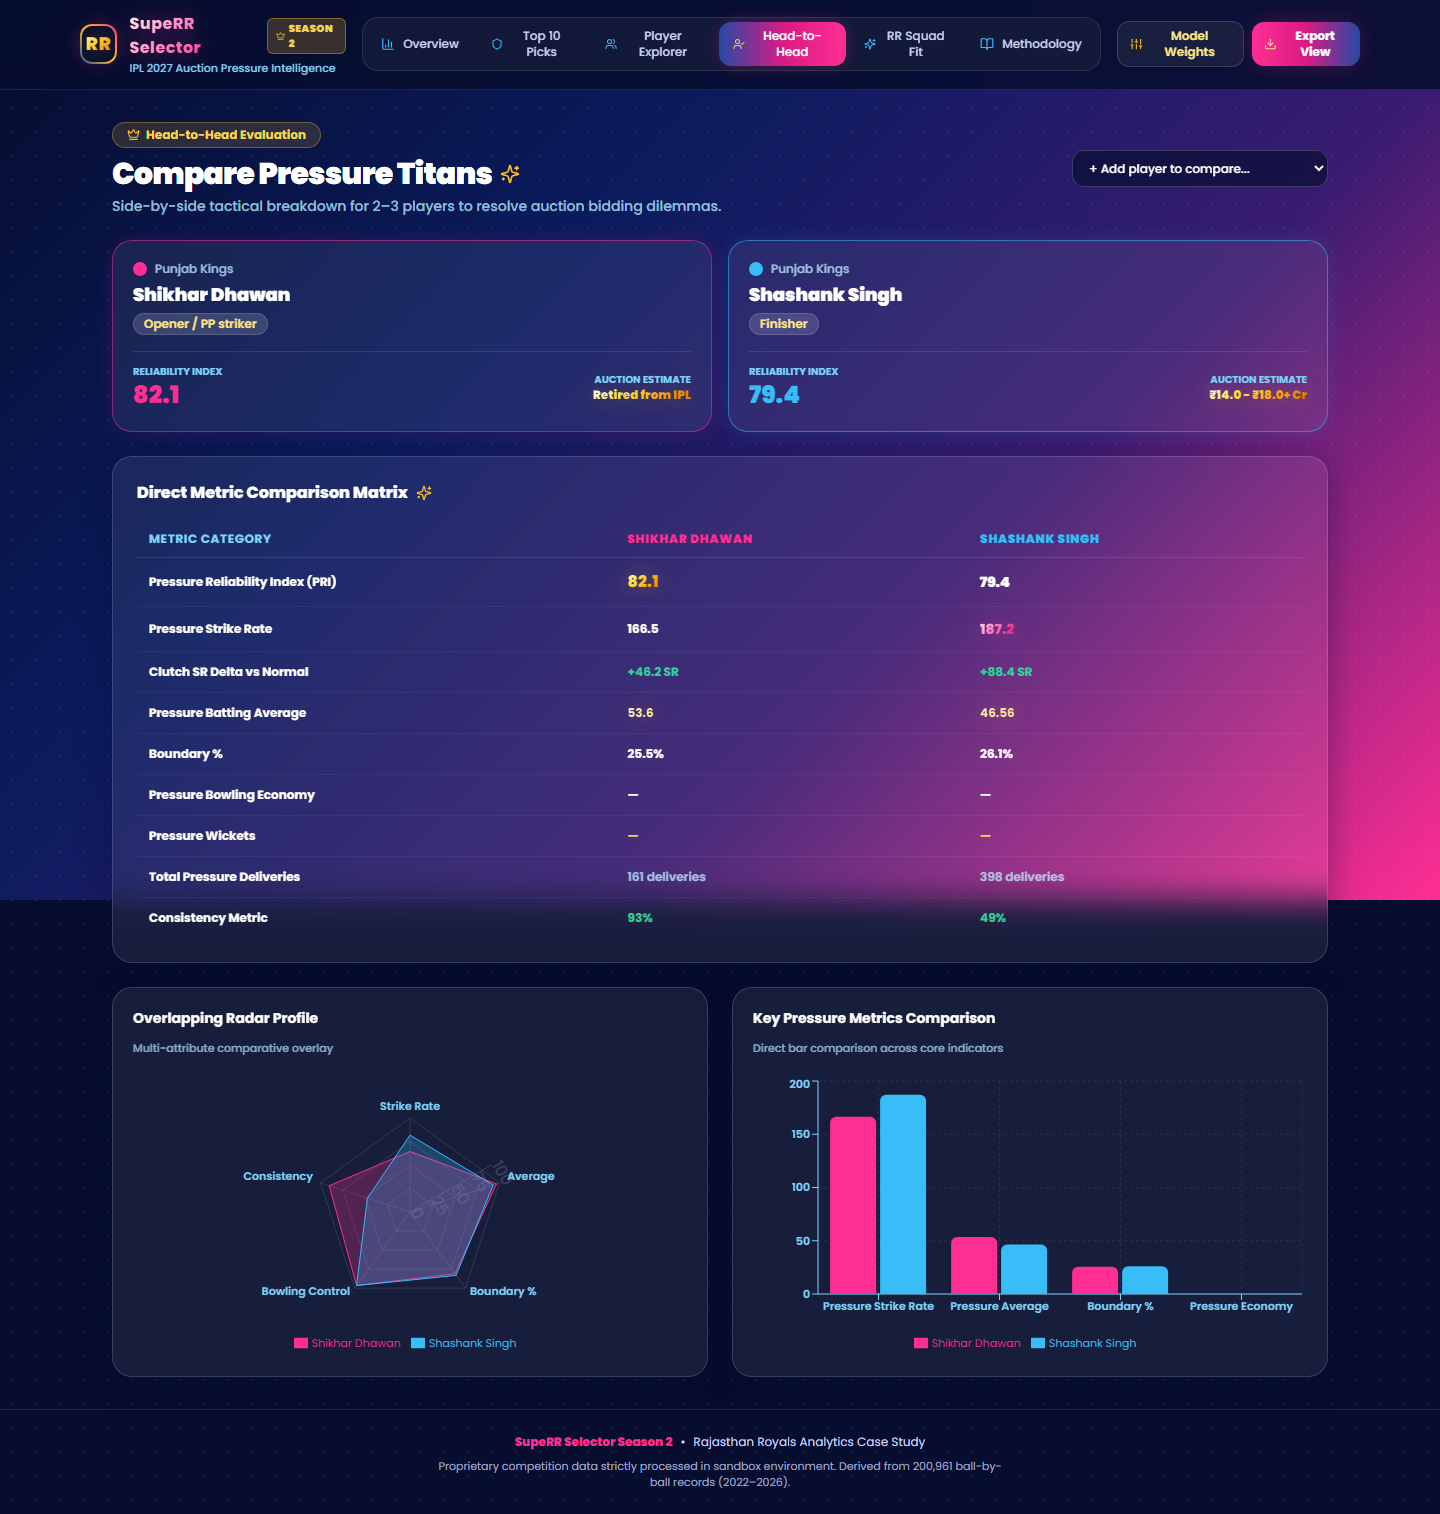 RR
SupeRR
Selector
SEASON
2
IPL 2027 Auction Pressure Intelligence
Overview
Top 10
Picks
Player
Explorer
Head-to-
Head
RR Squad
Fit
Methodology
Model
Weights
Export
View
Head-to-Head Evaluation
Compare Pressure Titans
Side-by-side tactical breakdown for 2–3 players to resolve auction bidding dilemmas.
+ Add player to compare...
Punjab Kings
Shikhar Dhawan
Opener / PP striker
RELIABILITY INDEX
82.1
AUCTION ESTIMATE
Retired from IPL
Punjab Kings
Shashank Singh
Finisher
RELIABILITY INDEX
79.4
AUCTION ESTIMATE
₹14.0 - ₹18.0+ Cr
Direct Metric Comparison Matrix
METRIC CATEGORY SHIKHAR DHAWAN SHASHANK SINGH
Pressure Reliability Index (PRI) 82.1 79.4
Pressure Strike Rate 166.5 187.2
Clutch SR Delta vs Normal +46.2 SR +88.4 SR
Pressure Batting Average 53.6 46.56
Boundary % 25.5% 26.1%
Pressure Bowling Economy — —
Pressure Wickets — —
Total Pressure Deliveries 161 deliveries 398 deliveries
Consistency Metric 93% 49%
Overlapping Radar Profile
Multi-attribute comparative overlay
Strike Rate
Average
Boundary %
Bowling Control
Consistency
0
25
50
75
100
Shikhar Dhawan Shashank Singh
Key Pressure Metrics Comparison
Direct bar comparison across core indicators
200
150
100
50
0
Pressure Strike Rate Pressure Average Boundary % Pressure Economy
Shikhar Dhawan Shashank Singh
SupeRR Selector Season 2 • Rajasthan Royals Analytics Case Study
Proprietary competition data strictly processed in sandbox environment. Derived from 200,961 ball-by-
ball records (2022–2026).